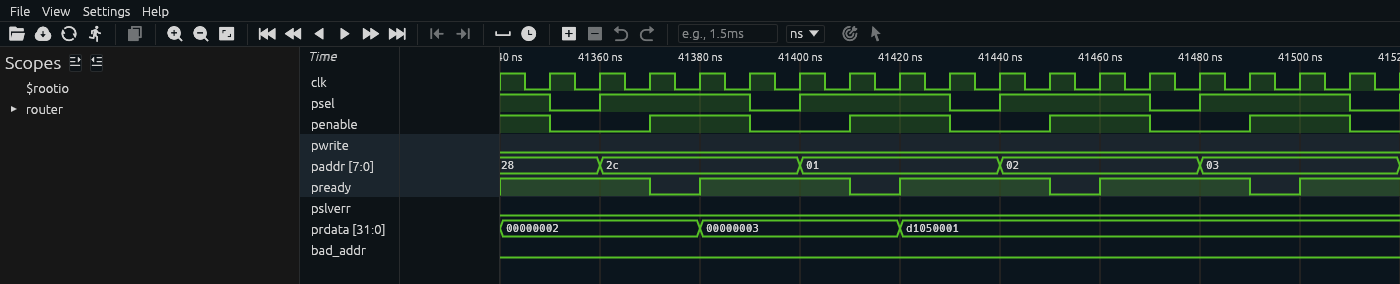 File View Settings Help
e.g., 1.5ms ns
Scopes
$rootio
router
Time 40 ns 41360 ns 41380 ns 41400 ns 41420 ns 41440 ns 41460 ns 41480 ns 41500 ns 4152
clk
psel
penable
pwrite
paddr [7:0] 28 2c 01 02 03
pready
pslverr
prdata [31:0] 00000002 00000003 d1050001
bad_addr